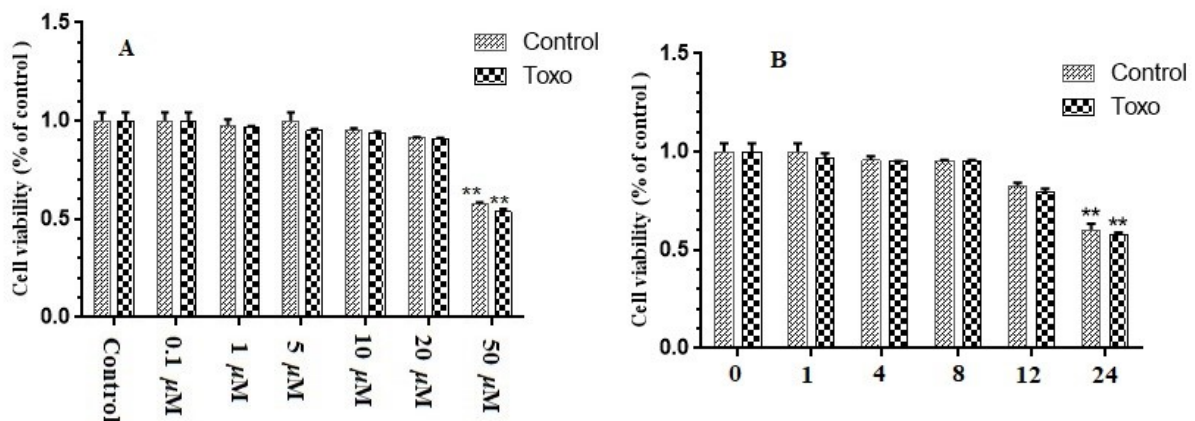 Cell viability (% of control )
1.5
1.0
0.5
0.0
A
Control
Toxo
**
**
Control
0.1 µM
1 µM
5 µM
10 µM
20 µM
50 µM
Cell viability (% of control )
1.5
1.0
0.5
0.0
B
Control
Toxo
**
**
0
1
4
8
12
24